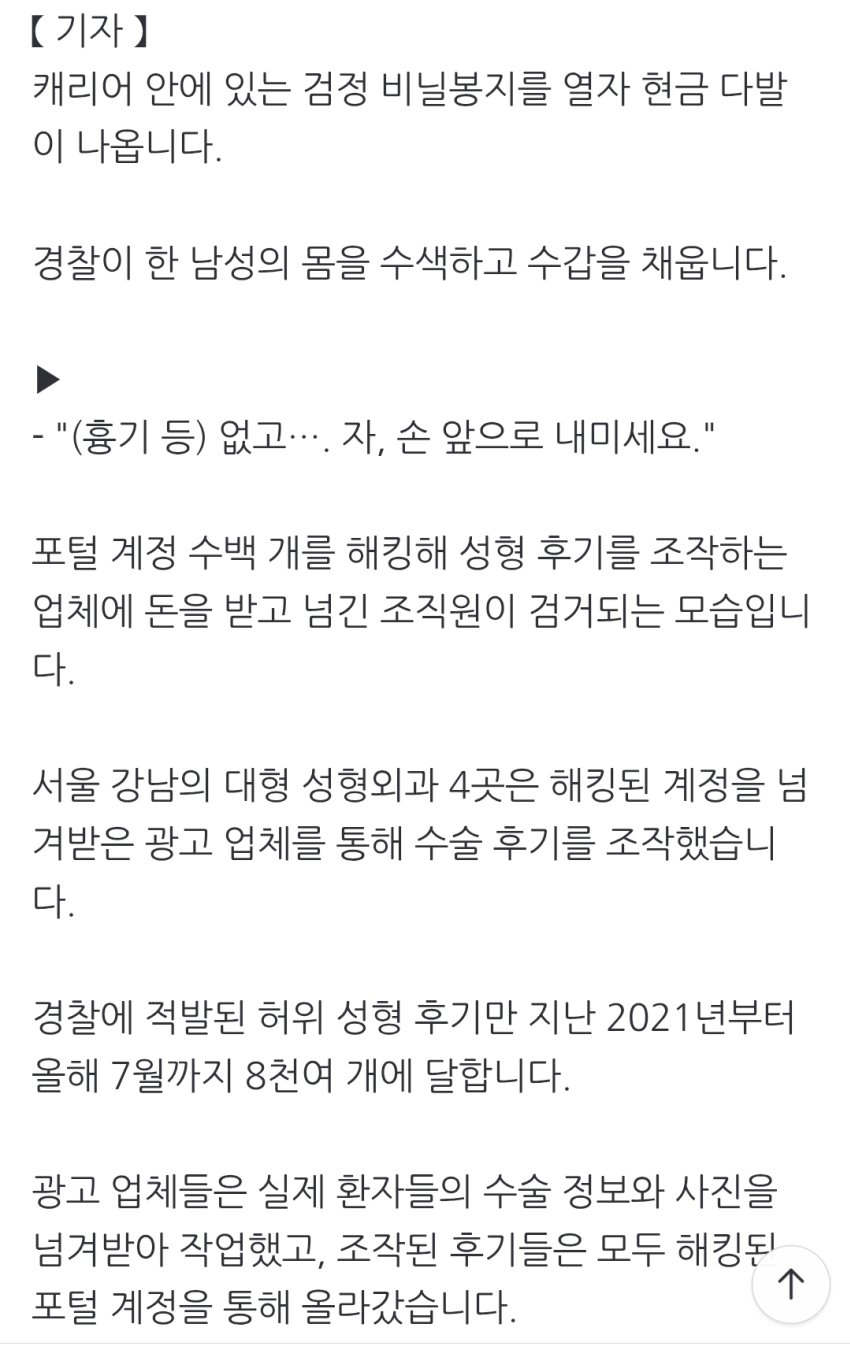 【 기자 】
캐리어 안에 있는 검정 비닐봉지를 열자 현금 다발
이 나옵니다.
경찰이 한 남성의 몸을 수색하고 수갑을 채웁니다.
▶
- "(흉기 등) 없고…. 자, 손 앞으로 내미세요."
포털 계정 수백 개를 해킹해 성형 후기를 조작하는
업체에 돈을 받고 넘긴 조직원이 검거되는 모습입니
다.
서울 강남의 대형 성형외과 4곳은 해킹된 계정을 넘
겨받은 광고 업체를 통해 수술 후기를 조작했습니
다.
경찰에 적발된 허위 성형 후기만 지난 2021년부터
올해 7월까지 8천여 개에 달합니다.
광고 업체들은 실제 환자들의 수술 정보와 사진을
넘겨받아 작업했고, 조작된 후기들은 모두 해킹된
포털 계정을 통해 올라갔습니다.